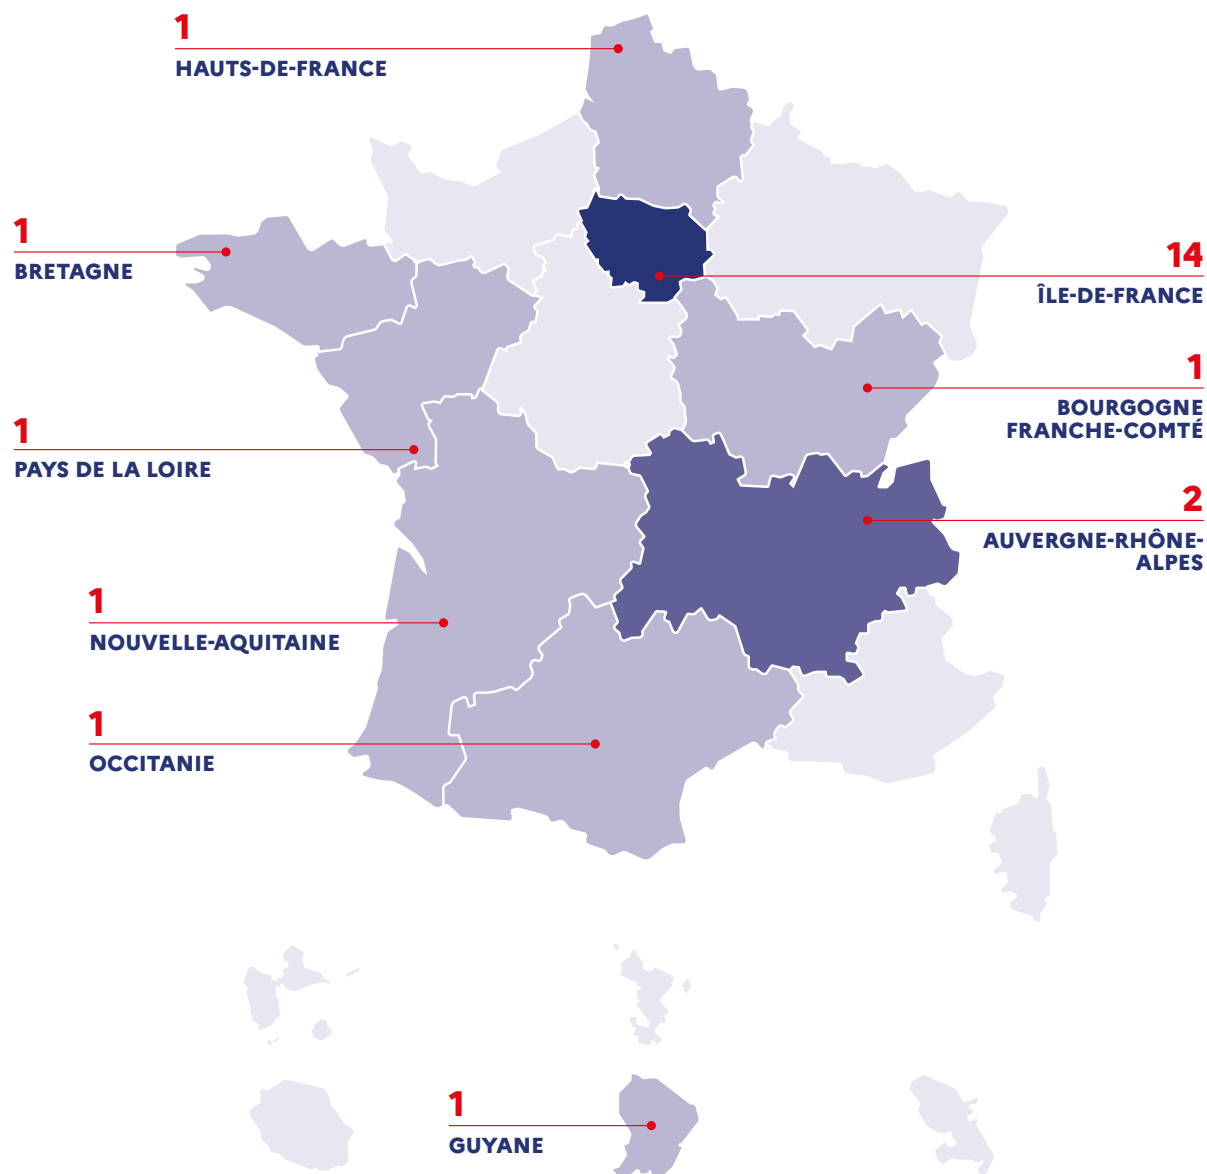 1
HAUTS-DE-FRANCE
1
BRETAGNE
14
ÎLE-DE-FRANCE
1
BOURGOGNE
FRANCHE-COMTÉ
1
PAYS DE LA LOIRE
2
AUVERGNE-RHÔNE-
ALPES
1
NOUVELLE-AQUITAINE
1
OCCITANIE
1
GUYANE